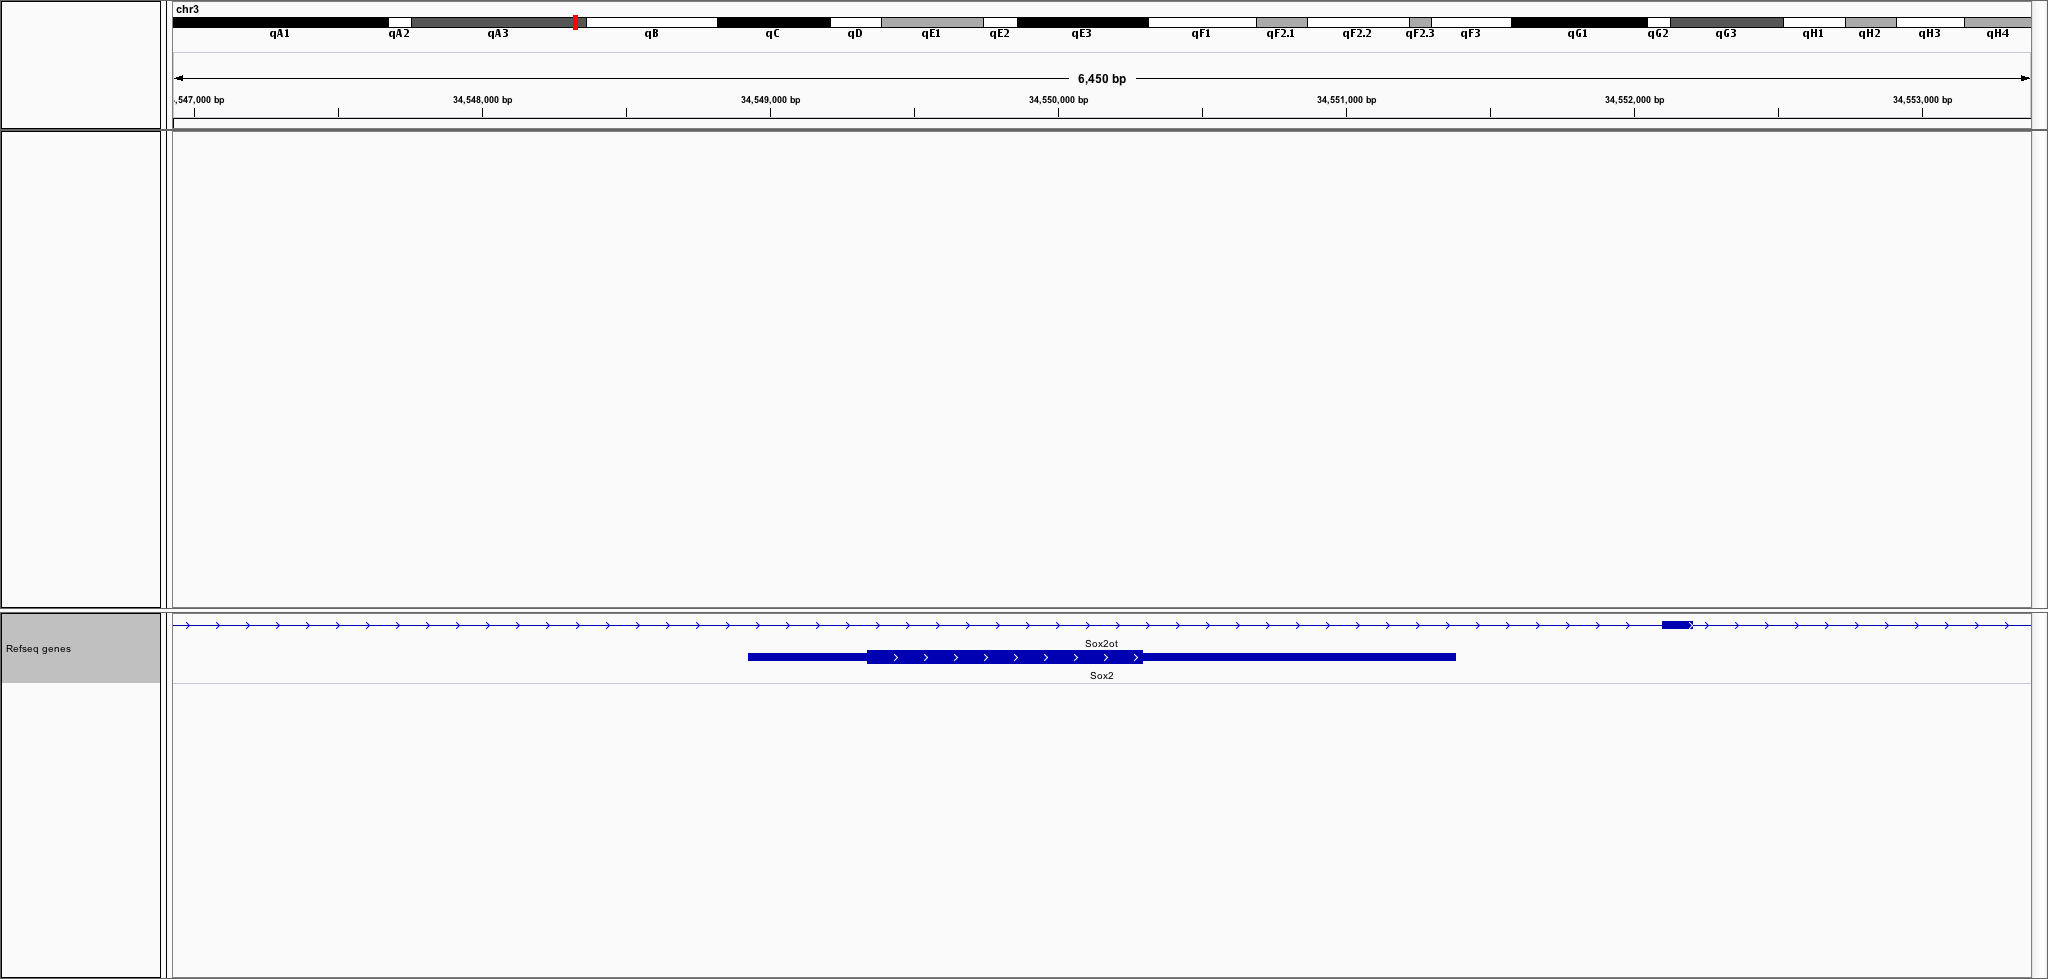 chr3
qA1 qA2 qA3 qB qC qD qE1 qE2 qE3 qF1 qF2.1 qF2.2 qF2.3 qF3 qG1 qG2 qG3 qH1 qH2 qH3 qH4
6,450 bp
,547,000 bp 34,548,000 bp 34,549,000 bp 34,550,000 bp 34,551,000 bp 34,552,000 bp 34,553,000 bp
Sox2ot
Refseq genes
Sox2